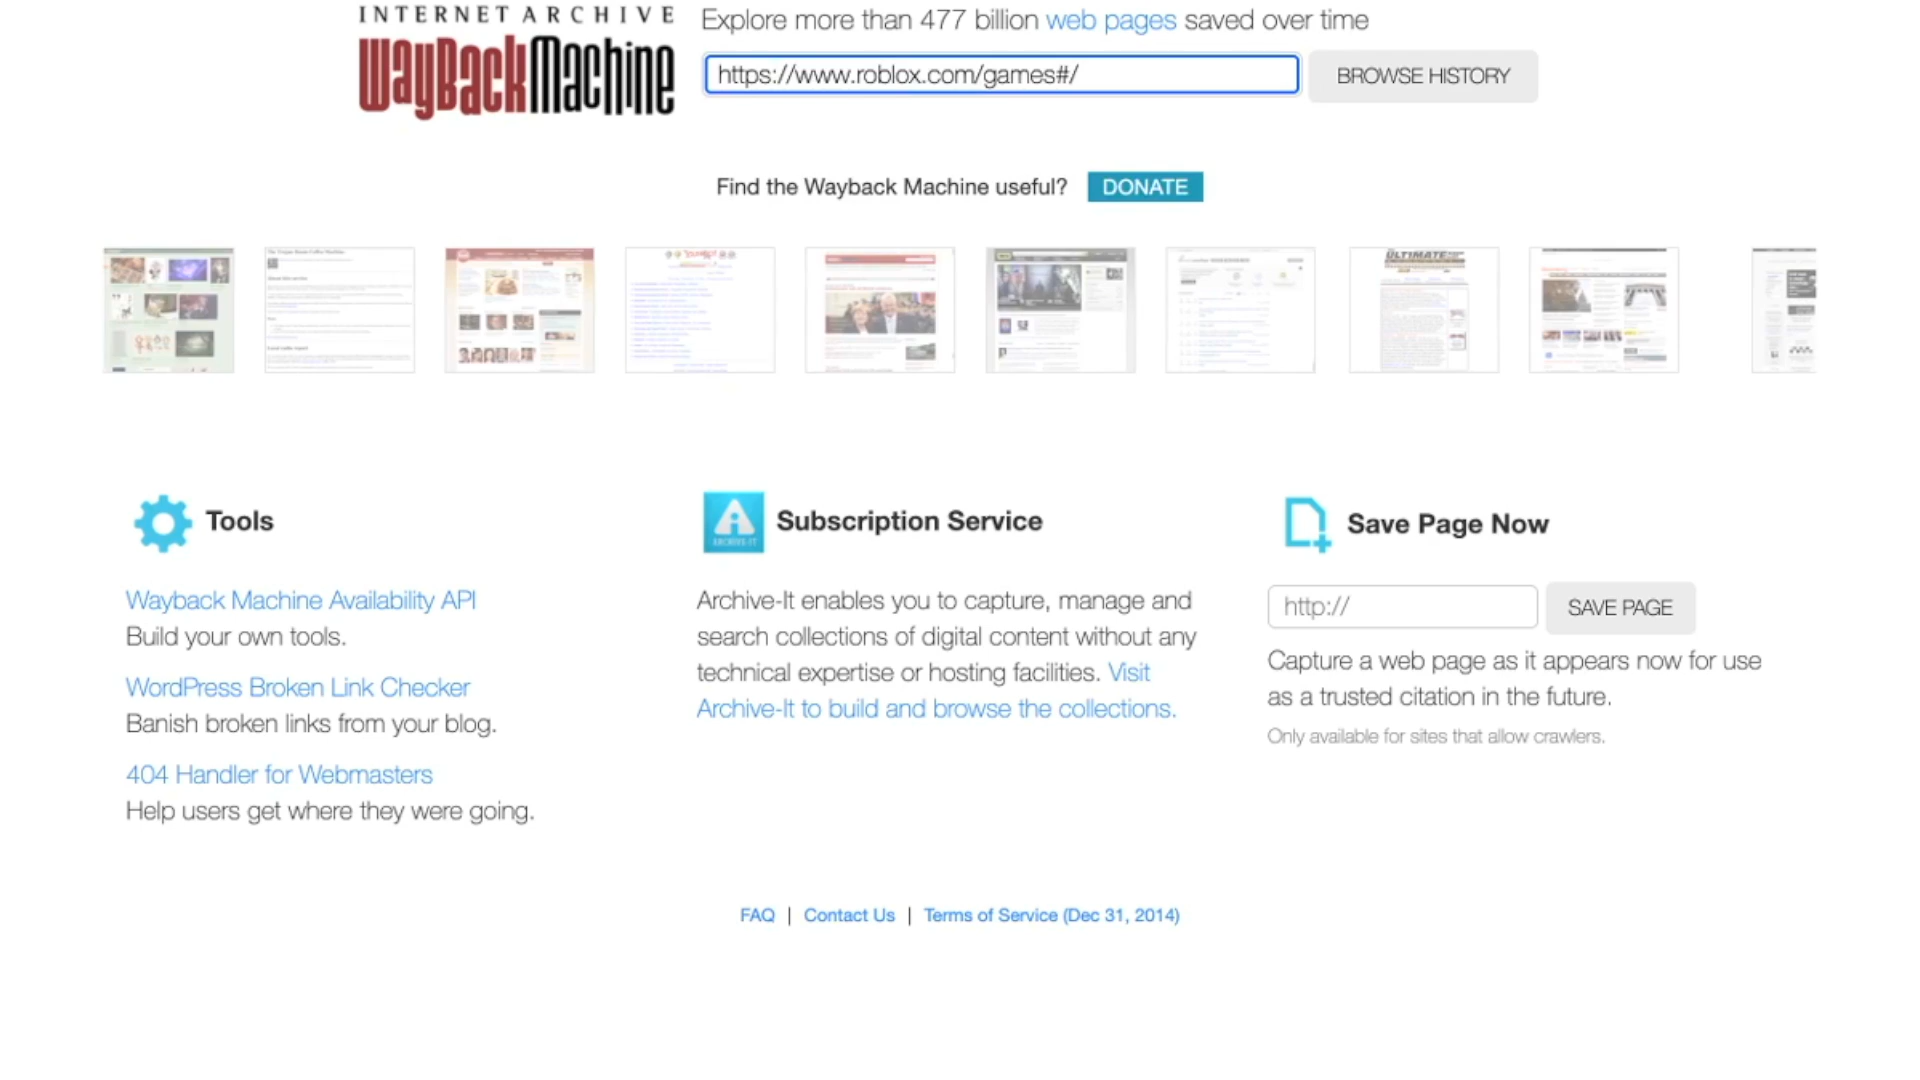 INTERNET ARCHIVE
WayBackMachine
Explore more than 477 billion web pages saved over time
https://www.roblox.com/games#/
BROWSE HISTORY
Find the Wayback Machine useful?
DONATE
ULTIMATE
Tools
Wayback Machine Availability API
Build your own tools.
WordPress Broken Link Checker
Banish broken links from your blog.
404 Handler for Webmasters
Help users get where they were going.
Subscription Service
Archive-It enables you to capture, manage and
search collections of digital content without any
technical expertise or hosting facilities. Visit
Archive-It to build and browse the collections.
Save Page Now
http://
SAVE PAGE
Capture a web page as it appears now for use
as a trusted citation in the future.
Only available for sites that allow crawlers.
FAQ | Contact Us | Terms of Service (Dec 31, 2014)